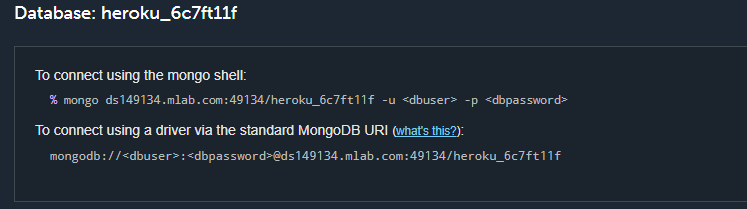 Database: heroku_6c7ft11f
To connect using the mongo shell:
% mongo ds149134.mlab.com:49134/heroku_6c7ft11f -u <dbuser> -p <dbpassword>
To connect using a driver via the standard MongoDB URI (what's this?):
mongodb://<dbuser>:<dbpassword>@ds149134.mlab.com:49134/heroku_6c7ft11f